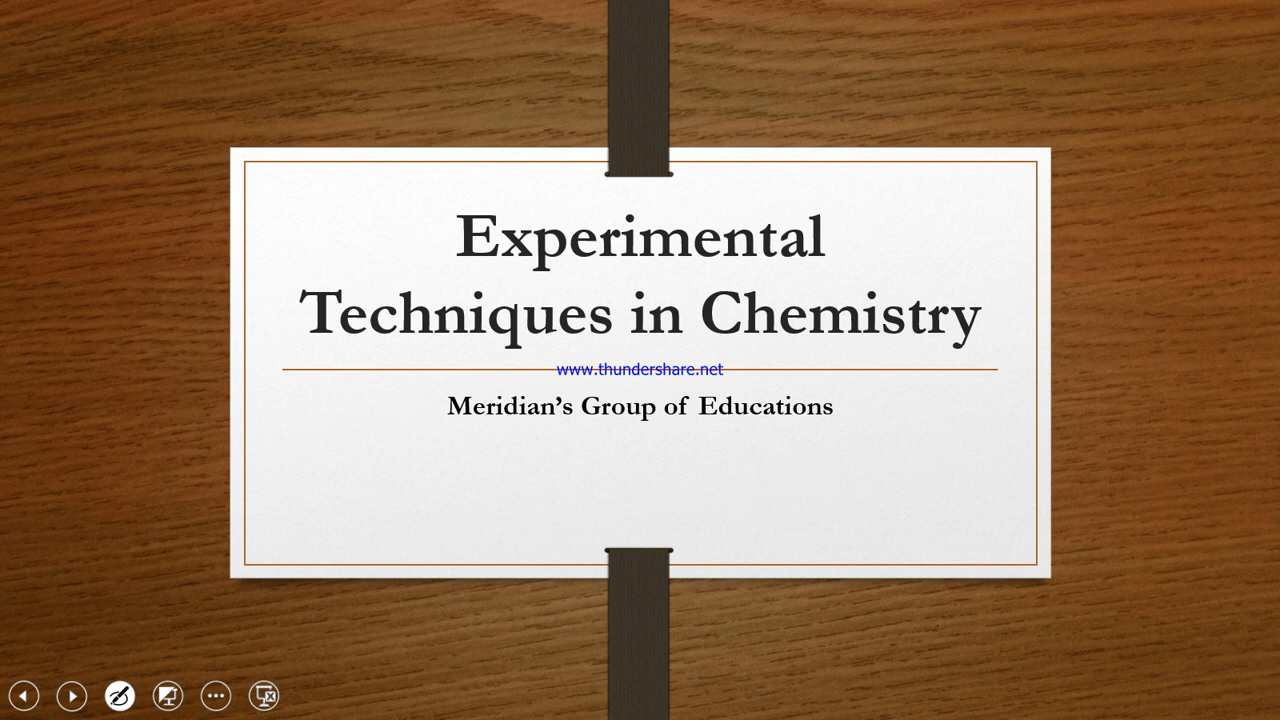 Experimental
Techniques in Chemistry
www.thundershare.net
Meridian’s Group of Educations